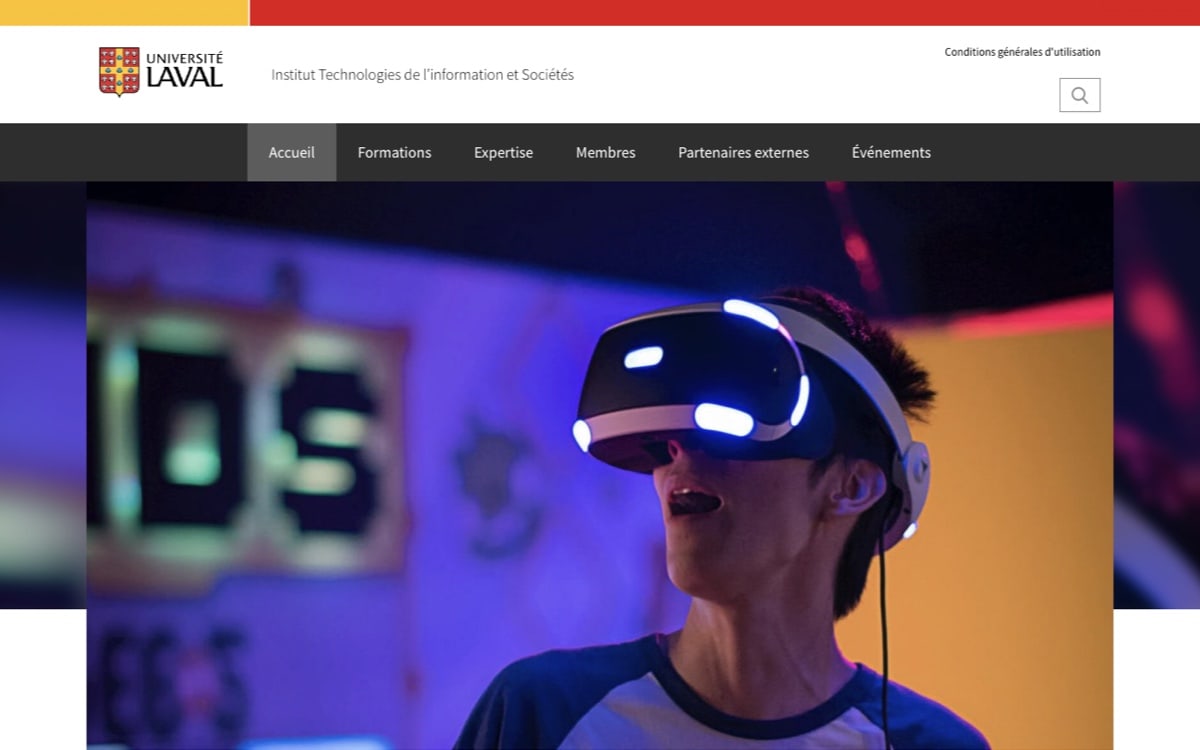 Conditions générales d'utilisation
UNIVERSITÉ
LAVAL
Institut Technologies de l'information et Sociétés
Accueil
Formations
Expertise
Membres
Partenaires externes
Événements